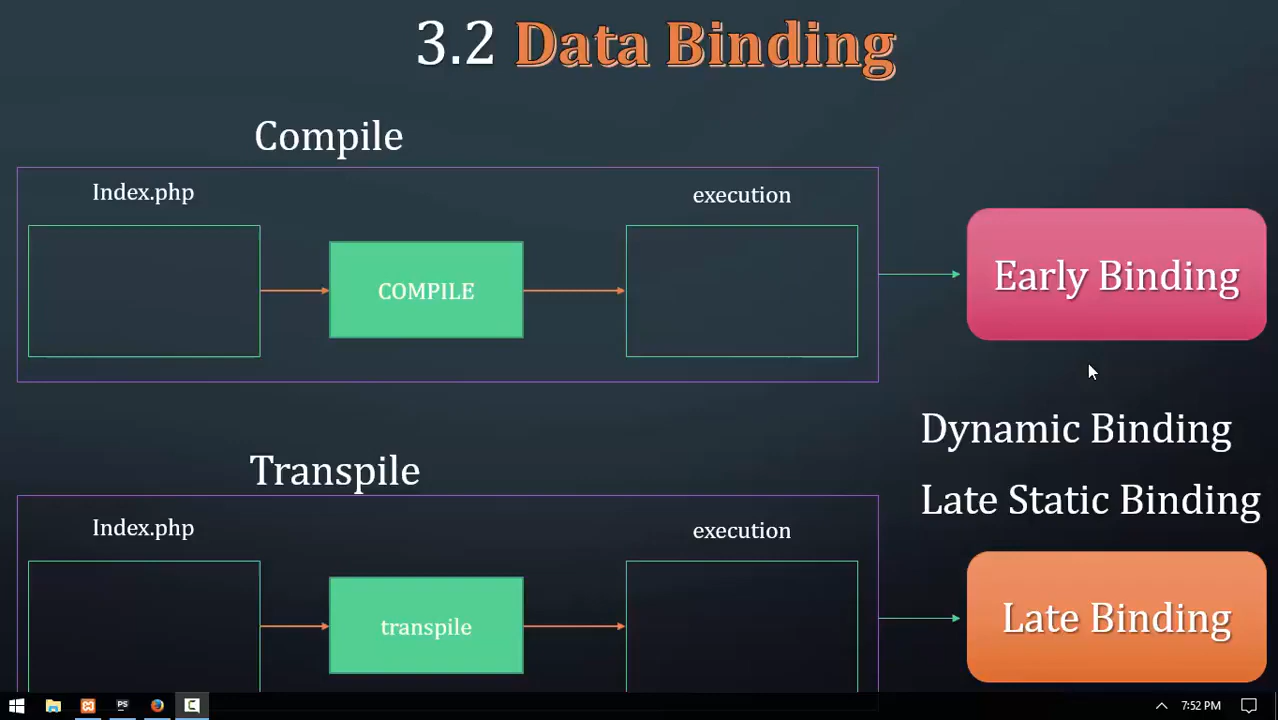 3.2 Data Binding
Compile
Index.php
execution
COMPILE
Early Binding
Dynamic Binding
Late Static Binding
Transpile
Index.php
execution
transpile
Late Binding
PS
C
7:52 PM